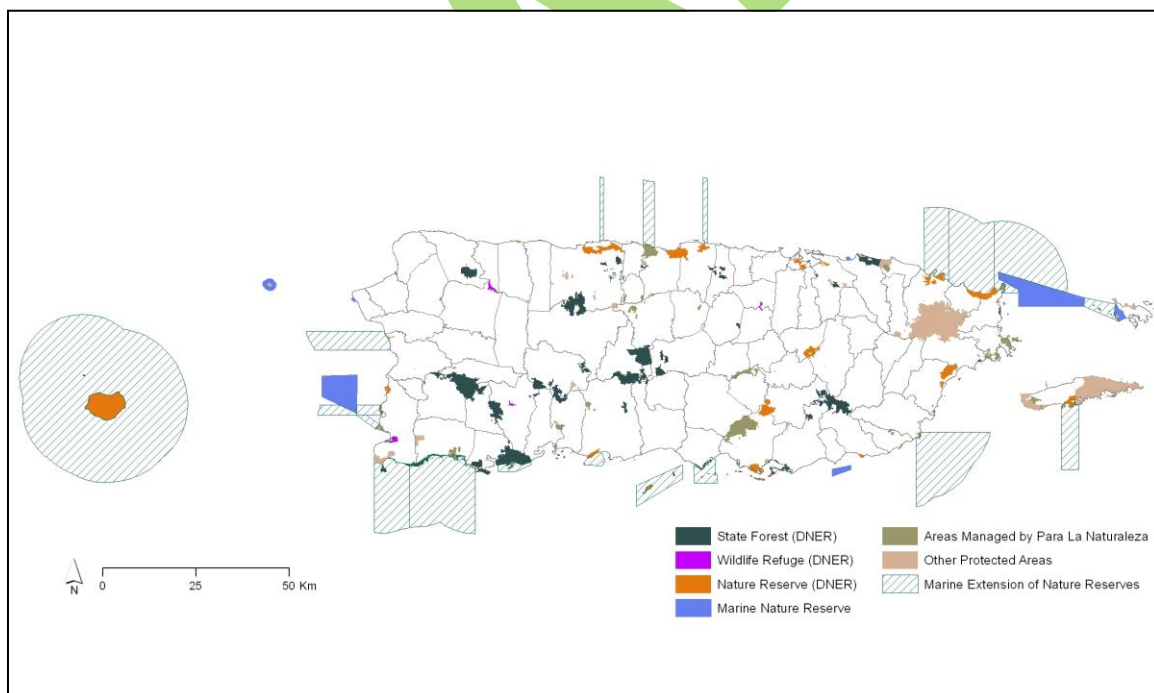 State Forest (DNER)
Wildlife Refuge (DNER)
Nature Reserve (DNER)
Marine Nature Reserve
Areas Managed by Para La Naturaleza
Other Protected Areas
Marine Extension of Nature Reserves
N
0 25 50 Km